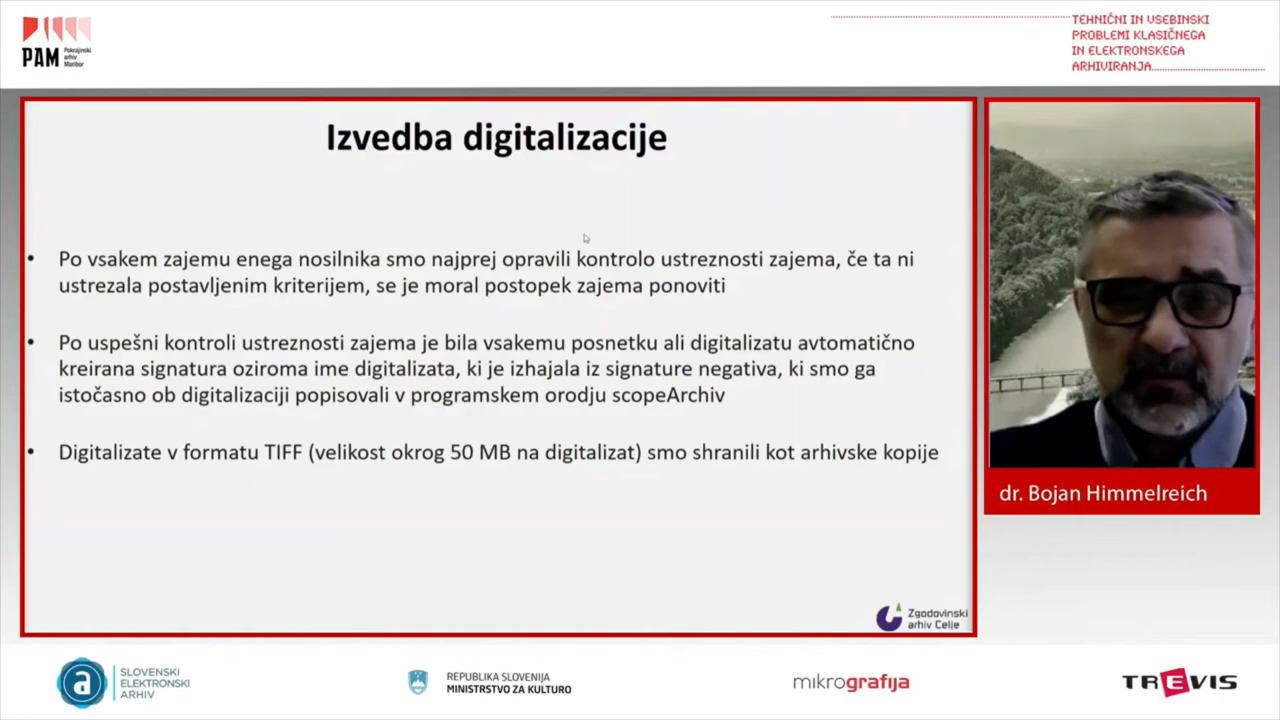 PAM
Pokrajinski
arhiv
Maribor
TEHNIČNI IN VSEBINSKI
PROBLEMI KLASIČNEGA
IN ELEKTRONSKEGA
ARHIVIRANJA
Izvedba digitalizacije
• Po vsakem zajemu enega nosilnika smo najprej opravili kontrolo ustreznosti zajema, če ta ni
ustrezala postavljenim kriterijem, se je moral postopek zajema ponoviti
• Po uspešni kontroli ustreznosti zajema je bila vsakemu posnetku ali digitalizatu avtomatično
kreirana signatura oziroma ime digitalizata, ki je izhajala iz signature negativa, ki smo ga
istočasno ob digitalizaciji popisovali v programskem orodju scopeArchiv
• Digitalizate v formatu TIFF (velikost okrog 50 MB na digitalizat) smo shranili kot arhivske kopije
Zgodovinski
arhiv Celje
dr. Bojan Himmelreich
a
SLOVENSKI
ELEKTRONSKI
ARHIV
REPUBLIKA SLOVENIJA
MINISTRSTVO ZA KULTURO
mikrografija
TREVIS